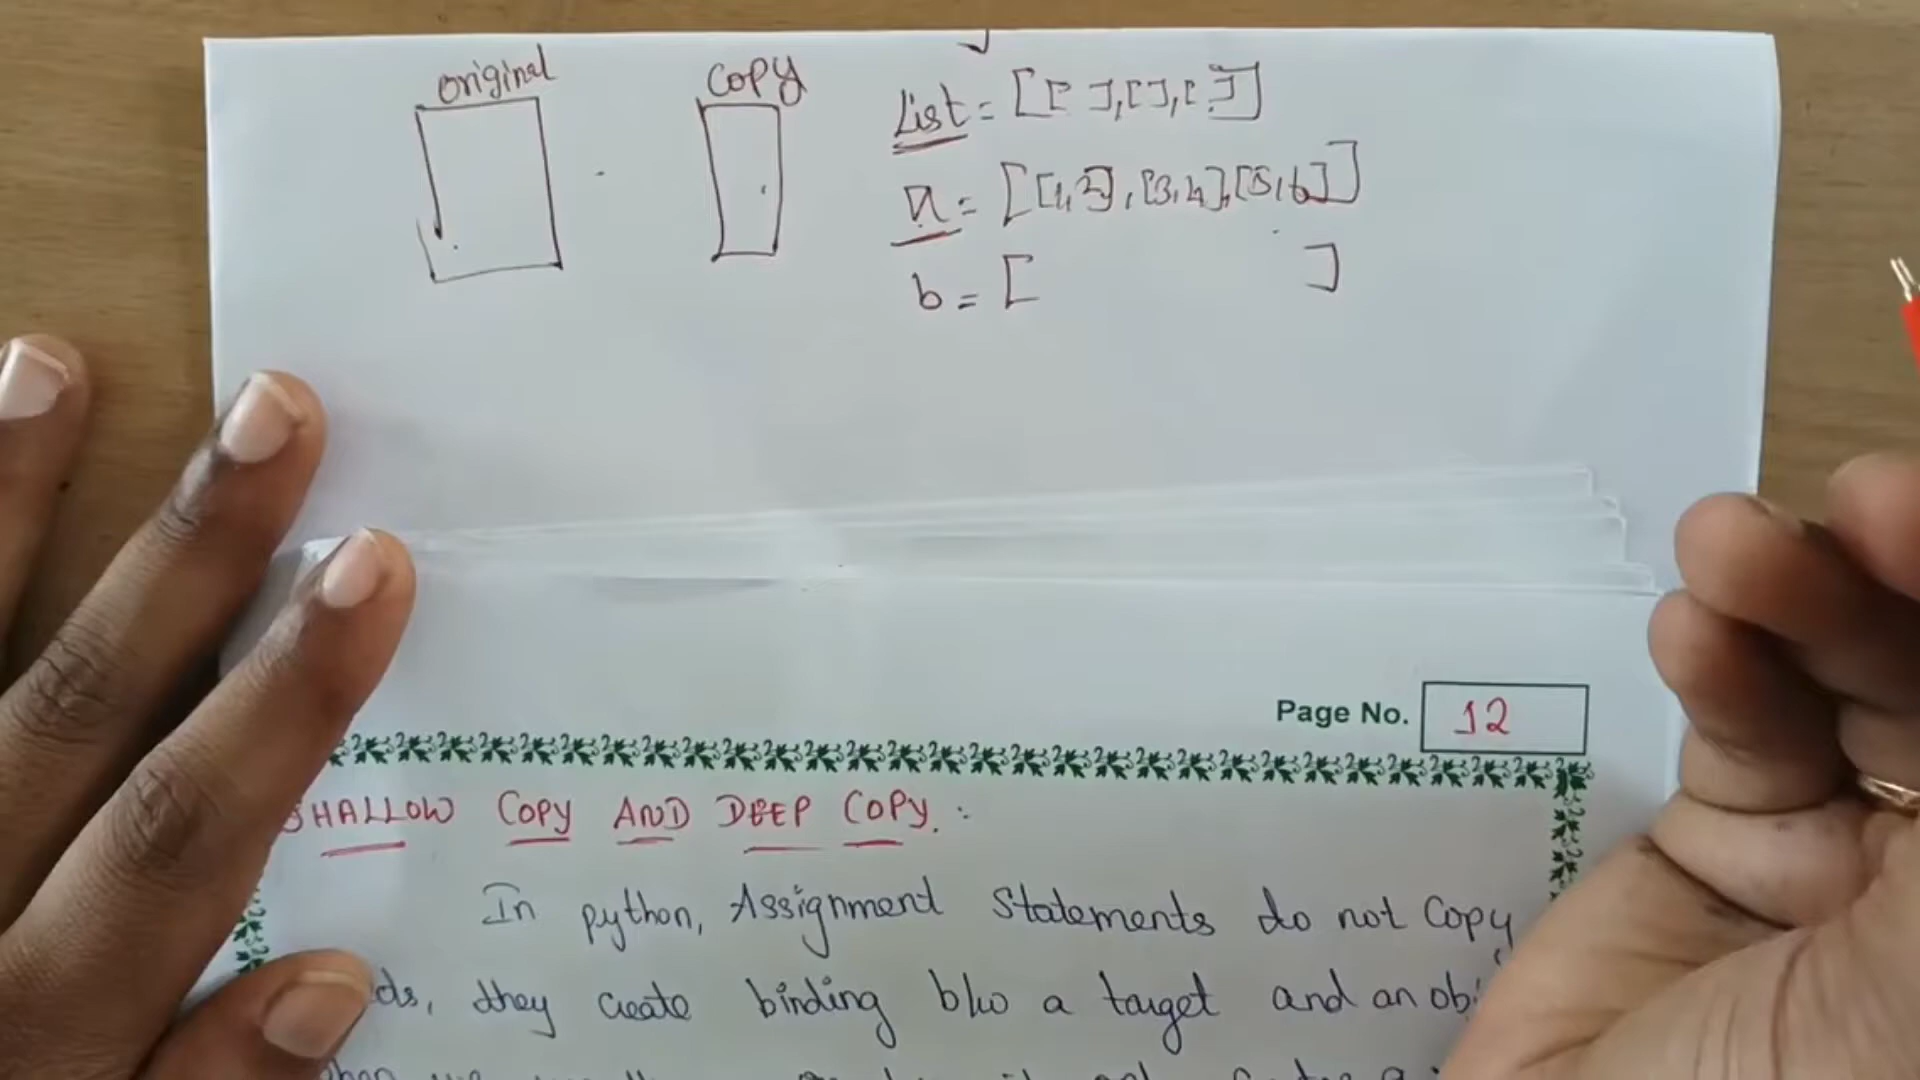 original
copy
List = [[ ],[ ],[ ]]
a = [[1,2],[3,4],[5,6]]
b = [ ]
Page No. 12
SHALLOW COPY AND DEEP COPY :
In python, Assignment Statements do not Copy
they create binding b/w a target and an